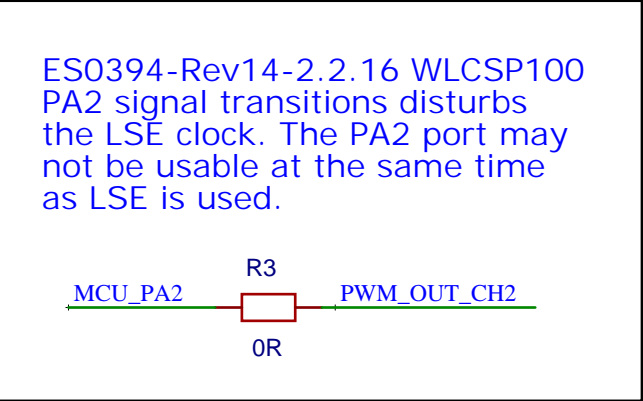 ES0394-Rev14-2.2.16 WLCSP100
PA2 signal transitions disturbs
the LSE clock. The PA2 port may
not be usable at the same time
as LSE is used.
R3
MCU_PA2
PWM_OUT_CH2
0R